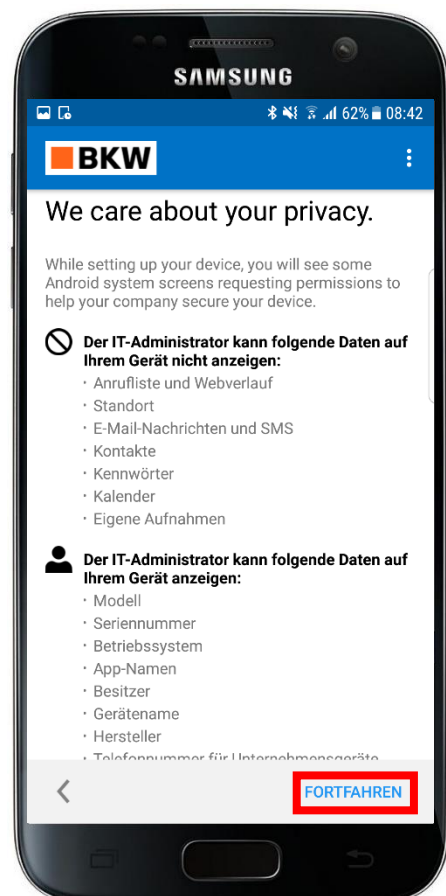 SAMSUNG
62% 08:42
BKW
We care about your privacy.
While setting up your device, you will see some
Android system screens requesting permissions to
help your company secure your device.
Der IT-Administrator kann folgende Daten auf
Ihrem Gerät nicht anzeigen:
· Anrufliste und Webverlauf
· Standort
· E-Mail-Nachrichten und SMS
· Kontakte
· Kennwörter
· Kalender
· Eigene Aufnahmen
Der IT-Administrator kann folgende Daten auf
Ihrem Gerät anzeigen:
· Modell
· Seriennummer
· Betriebssystem
· App-Namen
· Besitzer
· Gerätename
· Hersteller
· Telefonnummer für Unternehmensgeräte
FORTFAHREN